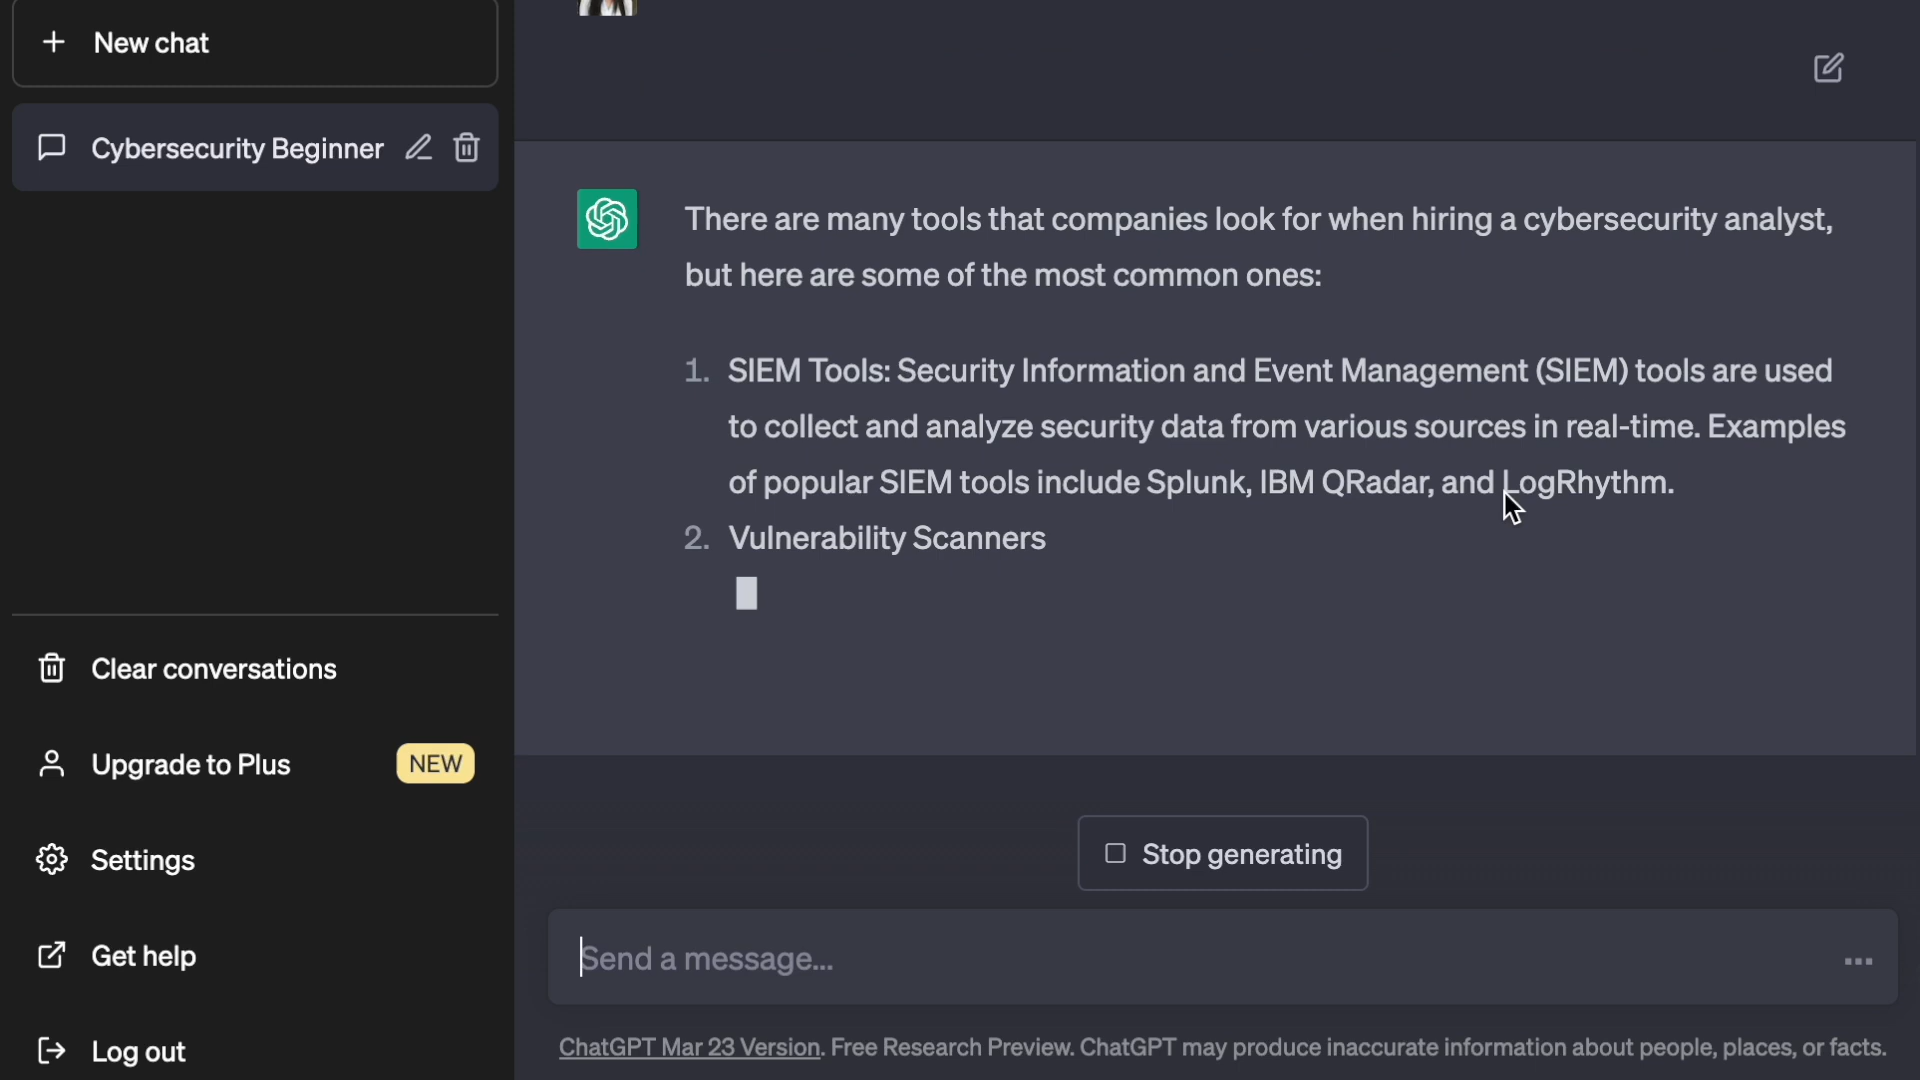 New chat
Cybersecurity Beginner
Clear conversations
Upgrade to Plus NEW
Settings
Get help
Log out
There are many tools that companies look for when hiring a cybersecurity analyst,
but here are some of the most common ones:
1. SIEM Tools: Security Information and Event Management (SIEM) tools are used
to collect and analyze security data from various sources in real-time. Examples
of popular SIEM tools include Splunk, IBM QRadar, and LogRhythm.
2. Vulnerability Scanners
Stop generating
Send a message...
ChatGPT Mar 23 Version. Free Research Preview. ChatGPT may produce inaccurate information about people, places, or facts.